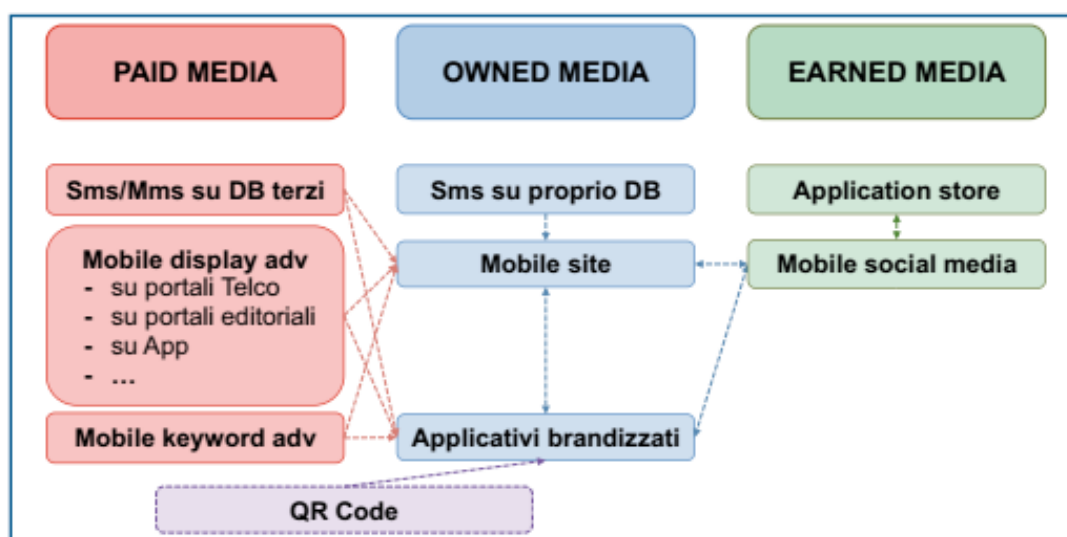 PAID MEDIA
OWNED MEDIA
EARNED MEDIA
Sms/Mms su DB terzi
Sms su proprio DB
Application store
Mobile display adv
- su portali Telco
- su portali editoriali
- su App
- ...
Mobile site
Mobile social media
Mobile keyword adv
Applicativi brandizzati
QR Code